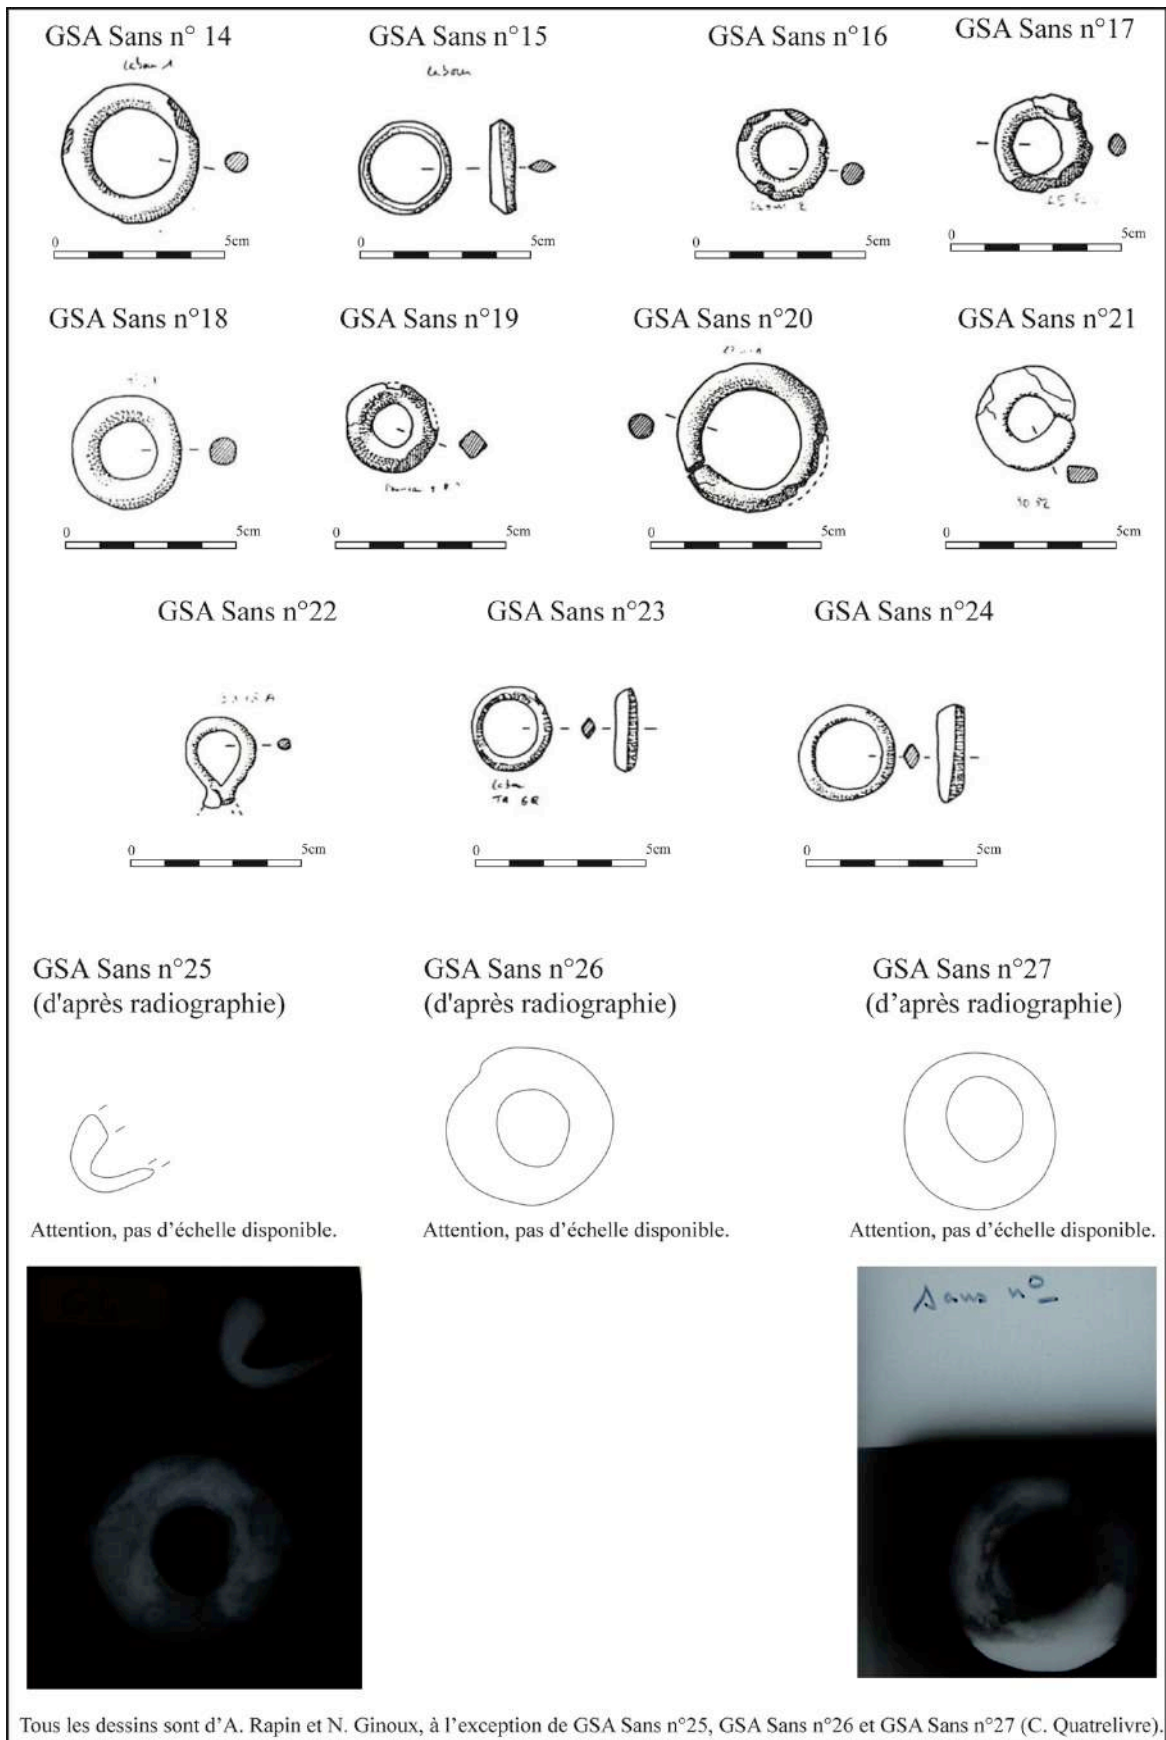 GSA Sans n° 14
GSA Sans n°15
GSA Sans n°16
GSA Sans n°17
0 5cm
0 5cm
0 5cm
0 5cm
GSA Sans n°18
GSA Sans n°19
GSA Sans n°20
GSA Sans n°21
0 5cm
0 5cm
0 5cm
0 5cm
GSA Sans n°22
GSA Sans n°23
GSA Sans n°24
0 5cm
0 5cm
0 5cm
GSA Sans n°25
(d'après radiographie)
GSA Sans n°26
(d'après radiographie)
GSA Sans n°27
(d’après radiographie)
Attention, pas d’échelle disponible.
Attention, pas d’échelle disponible.
Attention, pas d’échelle disponible.
Sans n°
Tous les dessins sont d’A. Rapin et N. Ginoux, à l’exception de GSA Sans n°25, GSA Sans n°26 et GSA Sans n°27 (C. Quatrelivre).